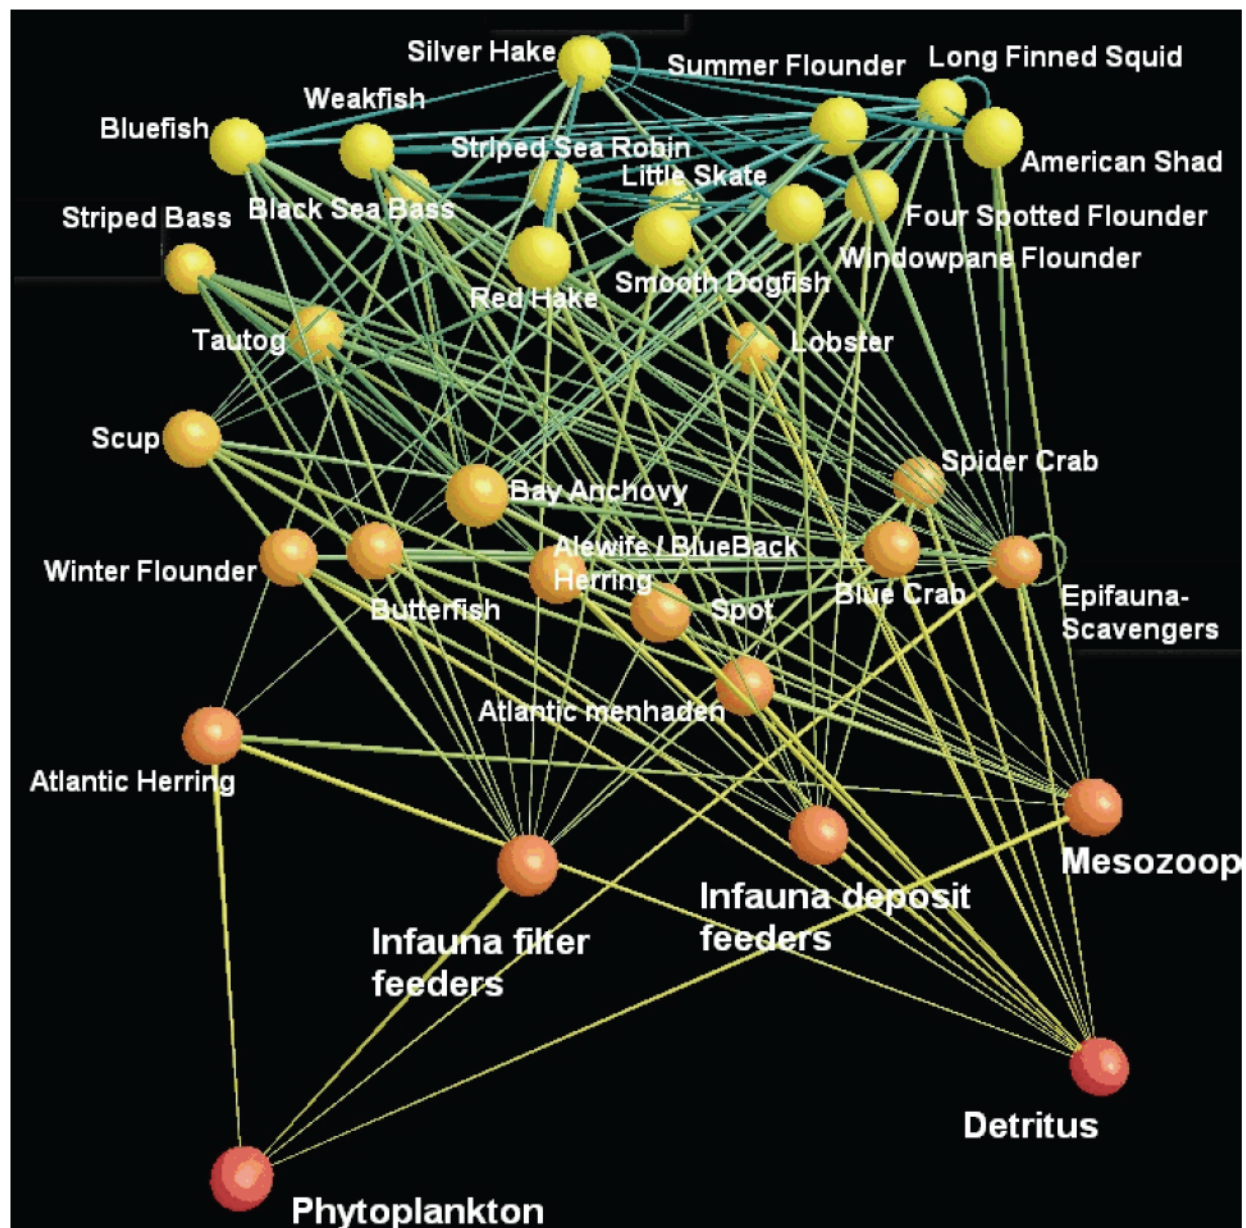 Silver Hake
Long Finned Squid
Summer Flounder
Weakfish
Bluefish
Striped Sea Robin
American Shad
Little Skate
Black Sea Bass
Striped Bass
Four Spotted Flounder
Windowpane Flounder
Smooth Dogfish
Red Hake
Tautog
Lobster
Scup
Spider Crab
Bay Anchovy
Alewife / BlueBack
Herring
Winter Flounder
Blue Crab
Epifauna-
Scavengers
Butterfish
Spot
Atlantic menhaden
Atlantic Herring
Mesozoop
Infauna deposit
feeders
Infauna filter
feeders
Detritus
Phytoplankton